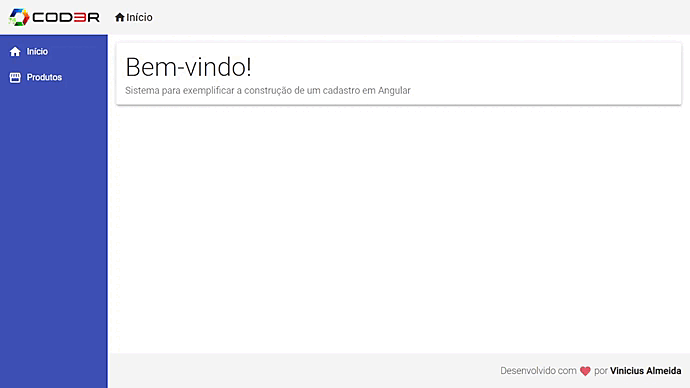 COD3R
Início
Início
Produtos
Bem-vindo!
Sistema para exemplificar a construção de um cadastro em Angular
Desenvolvido com ❤ por Vinicius Almeida